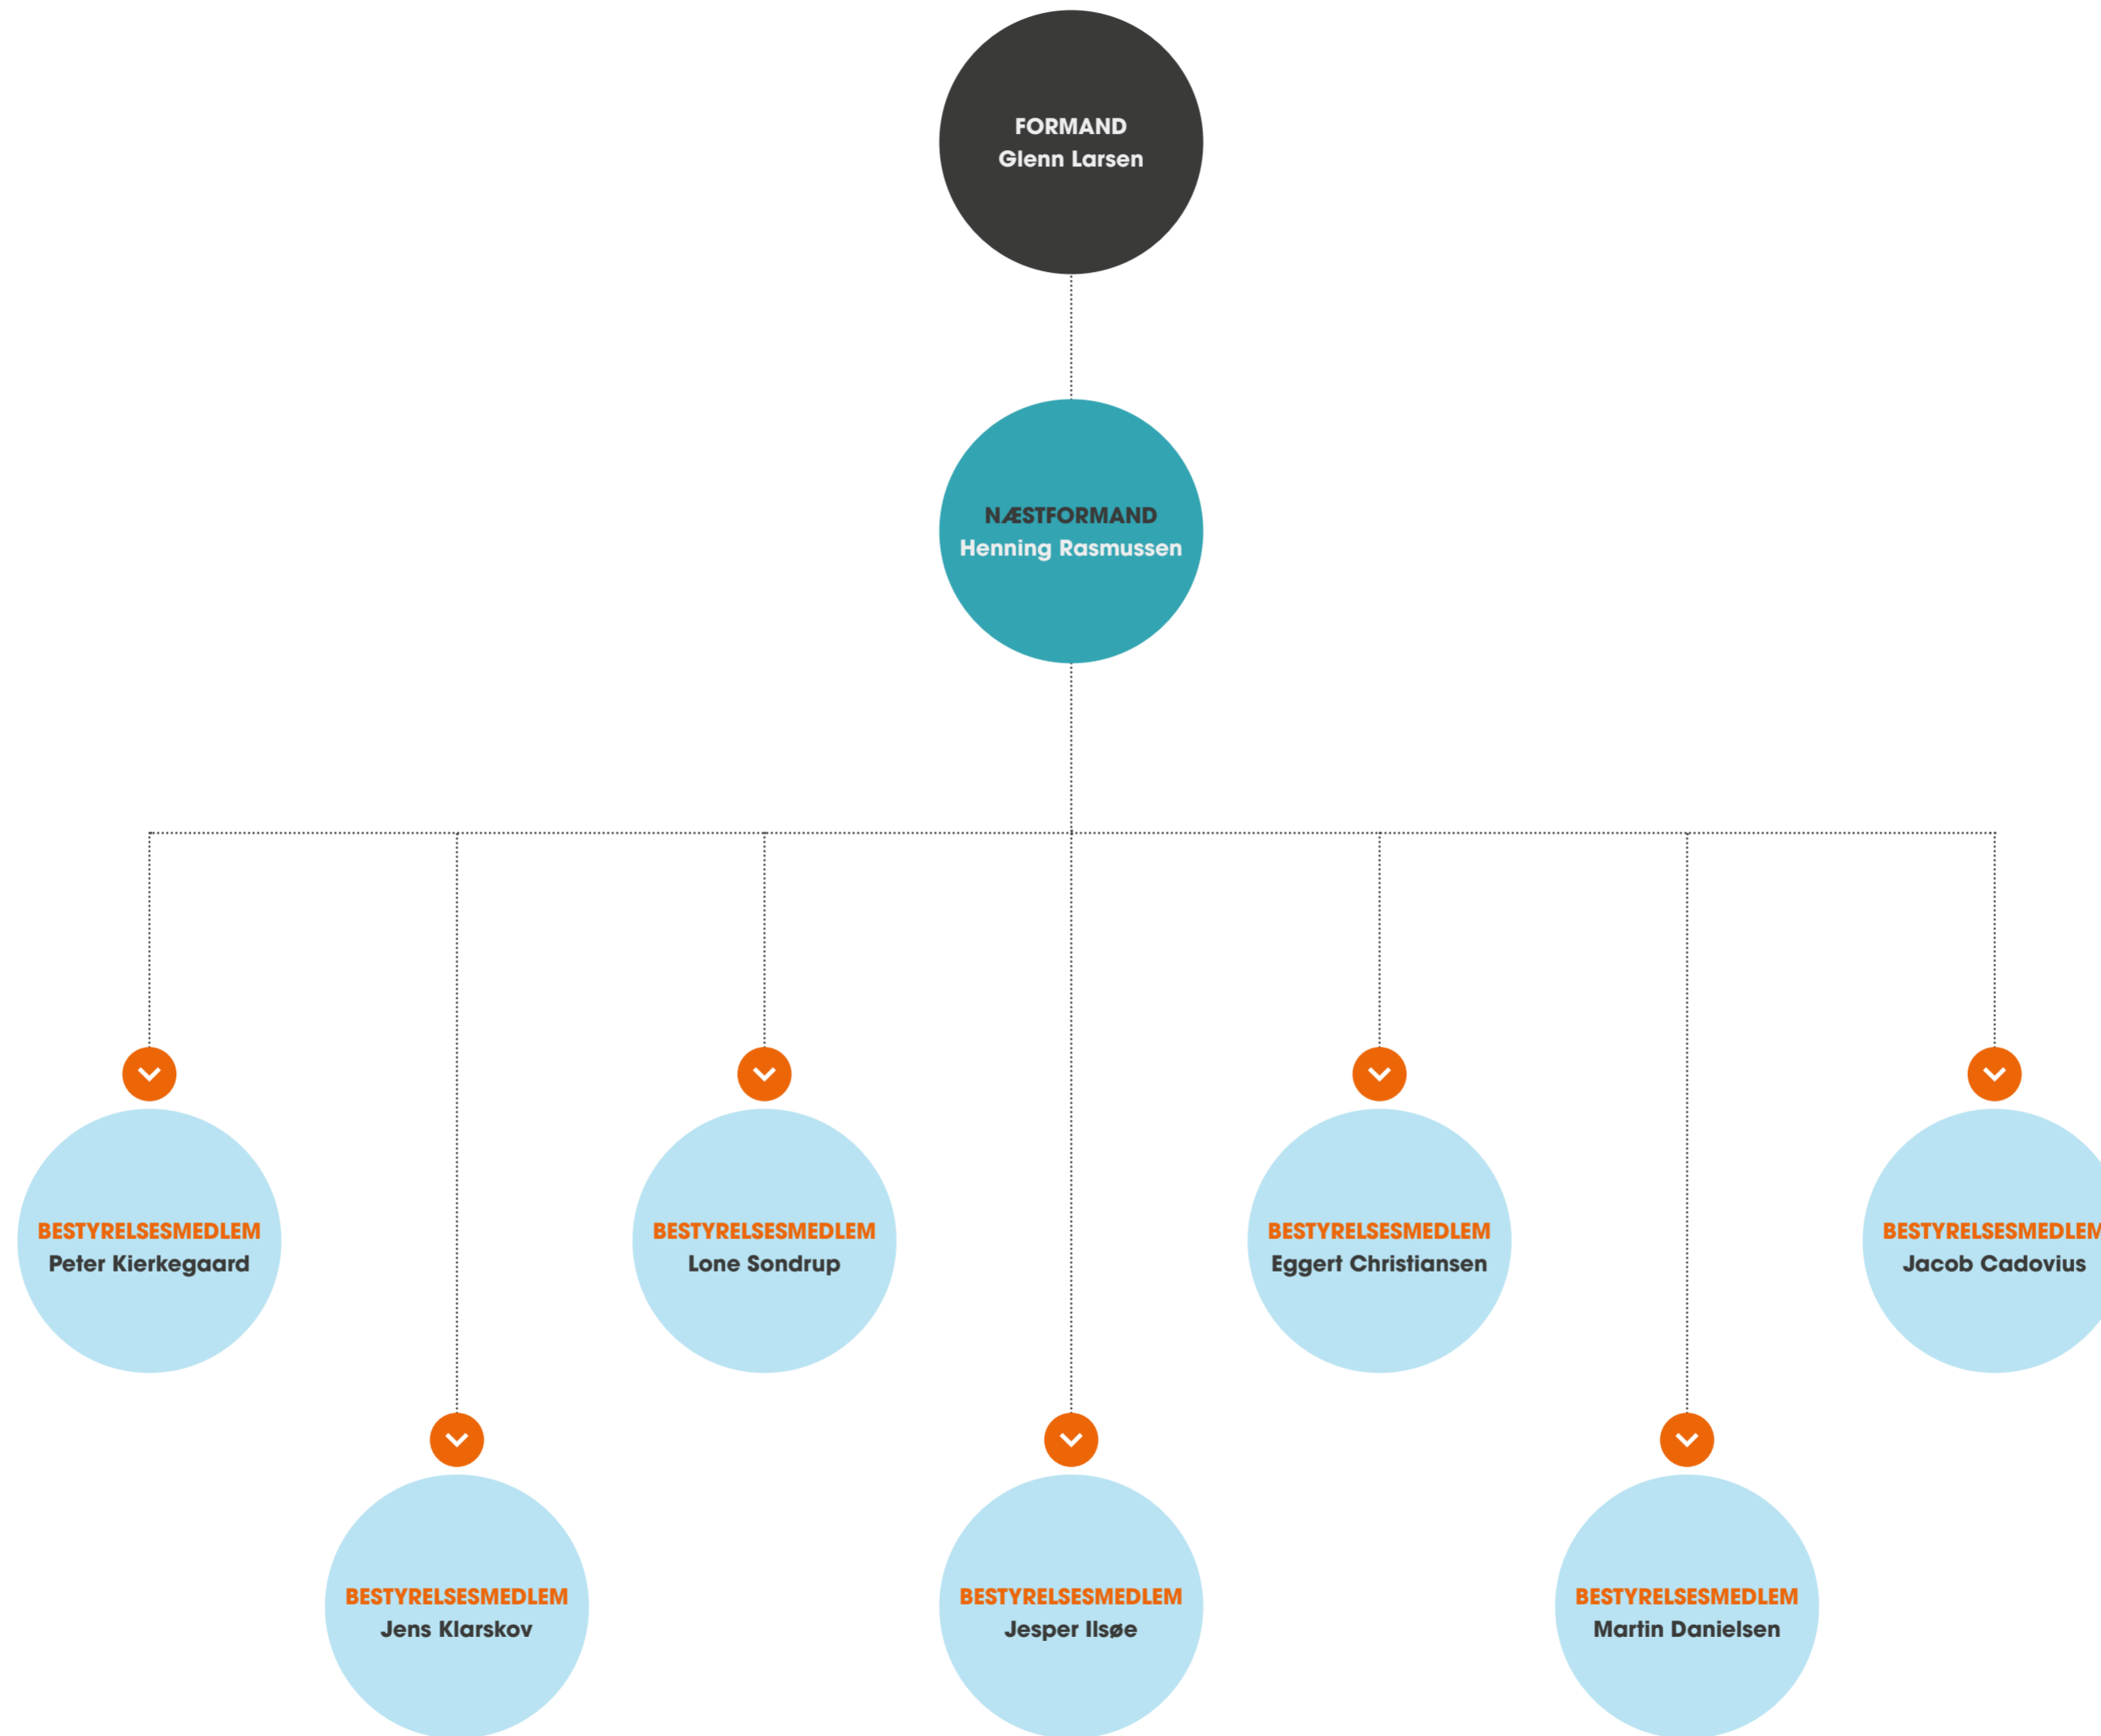 FORMAND
Glenn Larsen
NÆSTFORMAND
Henning Rasmussen
BESTYRELSESMEDLEM
Peter Kierkegaard
BESTYRELSESMEDLEM
Lone Sondrup
BESTYRELSESMEDLEM
Eggert Christiansen
BESTYRELSESMEDLEM
Jacob Cadovius
BESTYRELSESMEDLEM
Jens Klarskov
BESTYRELSESMEDLEM
Jesper Ilsøe
BESTYRELSESMEDLEM
Martin Danielsen